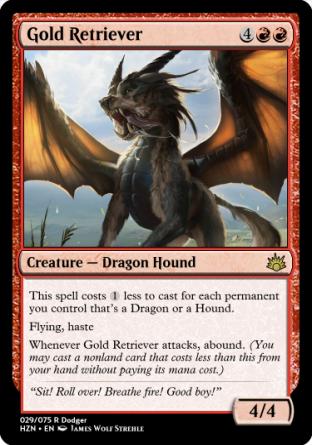 Gold Retriever 4
Creature — Dragon Hound
This spell costs 1 less to cast for each permanent
you control that's a Dragon or a Hound.
Flying, haste
Whenever Gold Retriever attacks, abound. (You
may cast a nonland card that costs less than this from
your hand without paying its mana cost.)
"Sit! Roll over! Breathe fire! Good boy!"
4/4
029/075 R Dodger
HZN • EN James Wolf Strehle